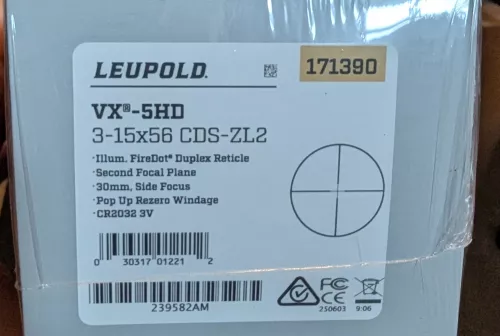 LEUPOLD.
171390
VX®-5HD
3-15x56 CDS-ZL2
·Illum. FireDot® Duplex Reticle
·Second Focal Plane
·30mm, Side Focus
·Pop Up Rezero Windage
·CR2032 3V
0 30317 01221 2
239582AM
FC CE
250603 9:06